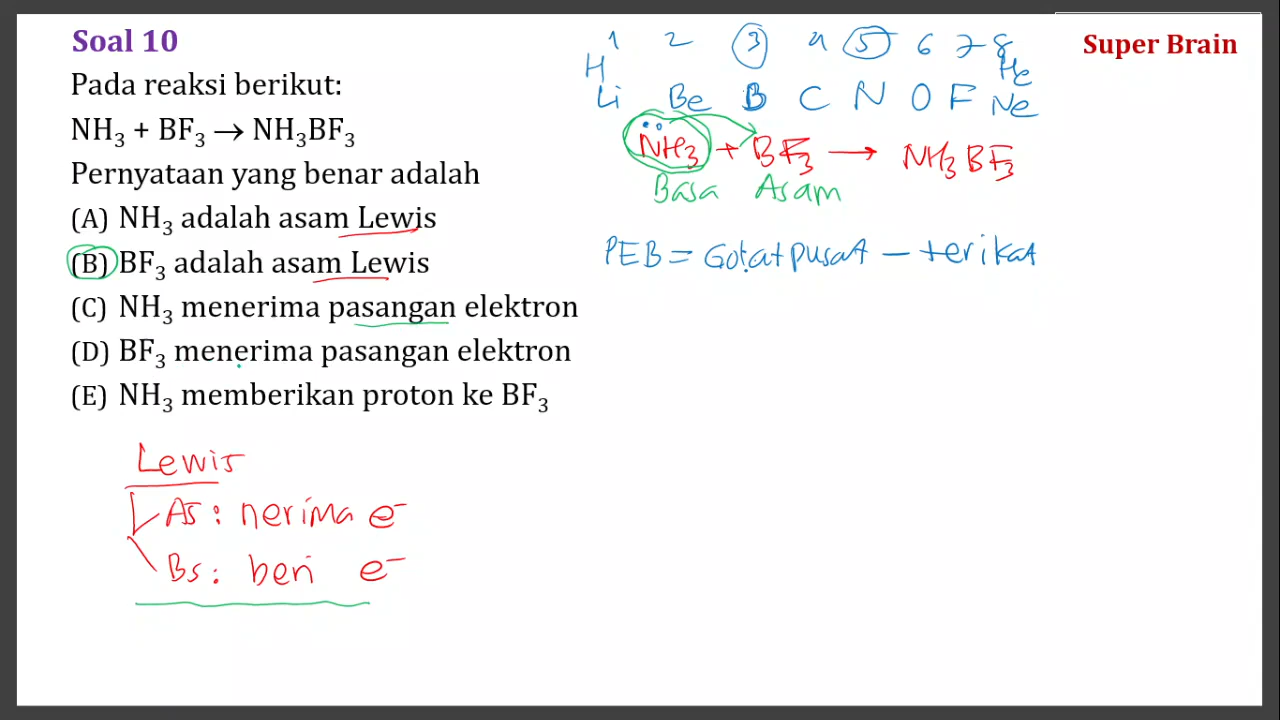 Soal 10
Super Brain
Pada reaksi berikut:
NH₃ + BF₃ → NH₃BF₃
Pernyataan yang benar adalah
(A) NH₃ adalah asam Lewis
(B) BF₃ adalah asam Lewis
(C) NH₃ menerima pasangan elektron
(D) BF₃ menerima pasangan elektron
(E) NH₃ memberikan proton ke BF₃
Lewis
As : nerima e⁻
Bs : beri e⁻
1 2 3 4 5 6 7 8
H He
Li Be B C N O F Ne
NH₃ + BF₃ → NH₃BF₃
Basa Asam
PEB = Gol.atpusat – terikat